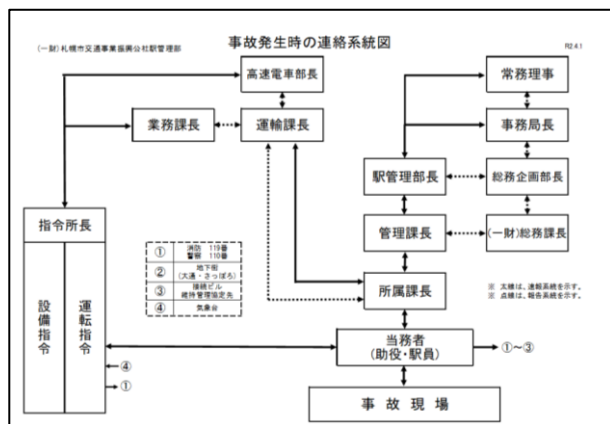 事故発生時の連絡系統図
(一財)札幌市交通事業振興公社駅管理部
R2.4.1
高速電車部長
常務理事
業務課長
運輸課長
事務局長
駅管理部長
総務企画部長
指令所長
管理課長
(一財)総務課長
① 消防 119番
警察 110番
② 地下街
(大通・さっぽろ)
③ 接続ビル
維持管理協定先
④ 気象台
所属課長
※ 太線は、速報系統を示す。
※ 点線は、報告系統を示す。
設備指令
運転指令
当務者
(助役・駅員)
①~③
④
①
事故現場